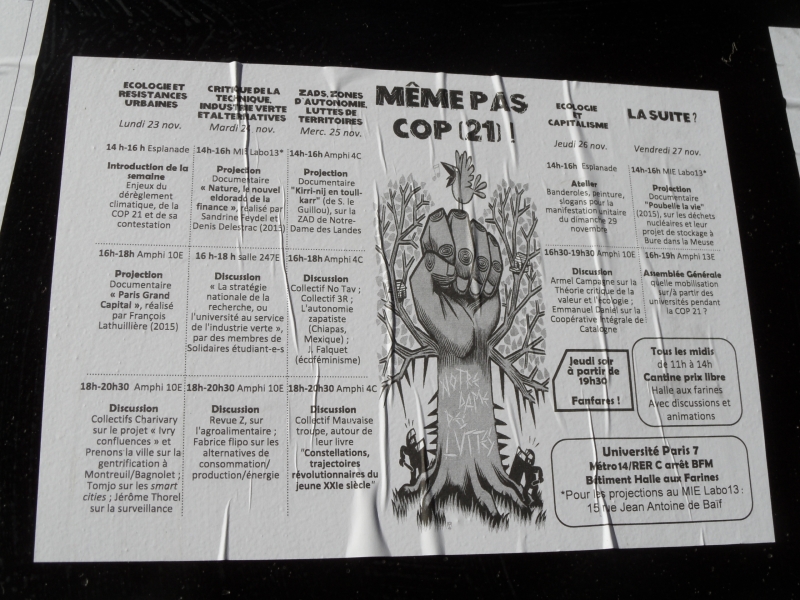 MÊME PAS
COP (21) !
ECOLOGIE ET
RÉSISTANCES
URBAINES
Lundi 23 nov.
14 h-16 h Esplanade
Introduction de la
semaine
Enjeux du
dérèglement
climatique, de la
COP 21 et de sa
contestation
16h-18h Amphi 10E
Projection
Documentaire
« Paris Grand
Capital », réalisé
par François
Lathuillière (2015)
18h-20h30 Amphi 10E
Discussion
Collectifs Charivary
sur le projet « Ivry
confluences » et
Prenons la ville sur la
gentrification à
Montreuil/Bagnolet ;
Tomjo sur les smart
cities ; Jérôme Thorel
sur la surveillance
CRITIQUE DE LA
TECHNIQUE,
INDUSTRIE VERTE
ET ALTERNATIVES
Mardi 24 nov.
14h-16h MIE Labo13*
Projection
Documentaire
« Nature, le nouvel
eldorado de la
finance », réalisé par
Sandrine Feydel et
Denis Delestrac (2015)
16 h-18 h salle 247E
Discussion
« La stratégie
nationale de la
recherche, ou
l'université au service
de l'industrie verte »,
par des membres de
Solidaires étudiant-e-s
18h-20h30 Amphi 10E
Discussion
Revue Z, sur
l'agroalimentaire ;
Fabrice flipo sur les
alternatives de
consommation/
production/énergie
ZADS, ZONES
D'AUTONOMIE,
LUTTES DE
TERRITOIRES
Merc. 25 nov.
14h-16h Amphi 4C
Projection
Documentaire
"Kirri-nij en toull-
karr" (de S. le
Guillou), sur la
ZAD de Notre-
Dame des Landes
16h-18h Amphi 4C
Discussion
Collectif No Tav ;
Collectif 3R ;
L'autonomie
zapatiste
(Chiapas,
Mexique) ;
J. Falquet
(écoféminisme)
18h-20h30 Amphi 4C
Discussion
Collectif Mauvaise
troupe, autour de
leur livre
"Constellations,
trajectoires
révolutionnaires du
jeune XXIe siècle"
NOTRE
DAME
DES
LUTTES
ECOLOGIE
ET
CAPITALISME
Jeudi 26 nov.
14h-16h Esplanade
Atelier
Banderoles, peinture,
slogans pour la
manifestation unitaire
du dimanche 29
novembre
16h30-19h30 Amphi 10E
Discussion
Armel Campagne sur la
Théorie critique de la
valeur et l'écologie ;
Emmanuel Daniel sur la
Coopérative intégrale de
Catalogne
Jeudi soir
à partir de
19h30
Fanfares !
LA SUITE ?
Vendredi 27 nov.
14h-16h MIE Labo13*
Projection
Documentaire
"Poubelle la vie"
(2015), sur les déchets
nucléaires et leur
projet de stockage à
Bure dans la Meuse
16h-19h Amphi 13E
Assemblée Générale
quelle mobilisation
sur/à partir des
universités pendant
la COP 21 ?
Tous les midis
de 11h à 14h
Cantine prix libre
Halle aux farines
Avec discussions et
animations
Université Paris 7
Métro14/RER C arrêt BFM
Bâtiment Halle aux Farines
*Pour les projections au MIE Labo13 :
15 rue Jean Antoine de Baïf